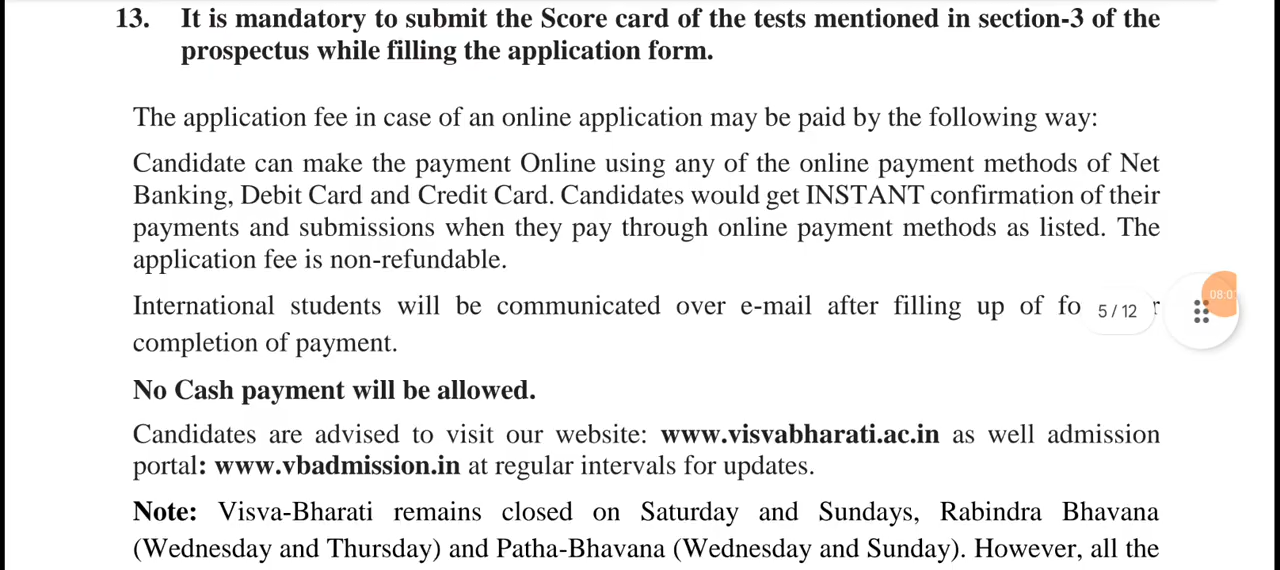 13. It is mandatory to submit the Score card of the tests mentioned in section-3 of the
prospectus while filling the application form.
The application fee in case of an online application may be paid by the following way:
Candidate can make the payment Online using any of the online payment methods of Net
Banking, Debit Card and Credit Card. Candidates would get INSTANT confirmation of their
payments and submissions when they pay through online payment methods as listed. The
application fee is non-refundable.
International students will be communicated over e-mail after filling up of
5 / 12
completion of payment.
No Cash payment will be allowed.
Candidates are advised to visit our website: www.visvabharati.ac.in as well admission
portal: www.vbadmission.in at regular intervals for updates.
Note: Visva-Bharati remains closed on Saturday and Sundays, Rabindra Bhavana
(Wednesday and Thursday) and Patha-Bhavana (Wednesday and Sunday). However, all the